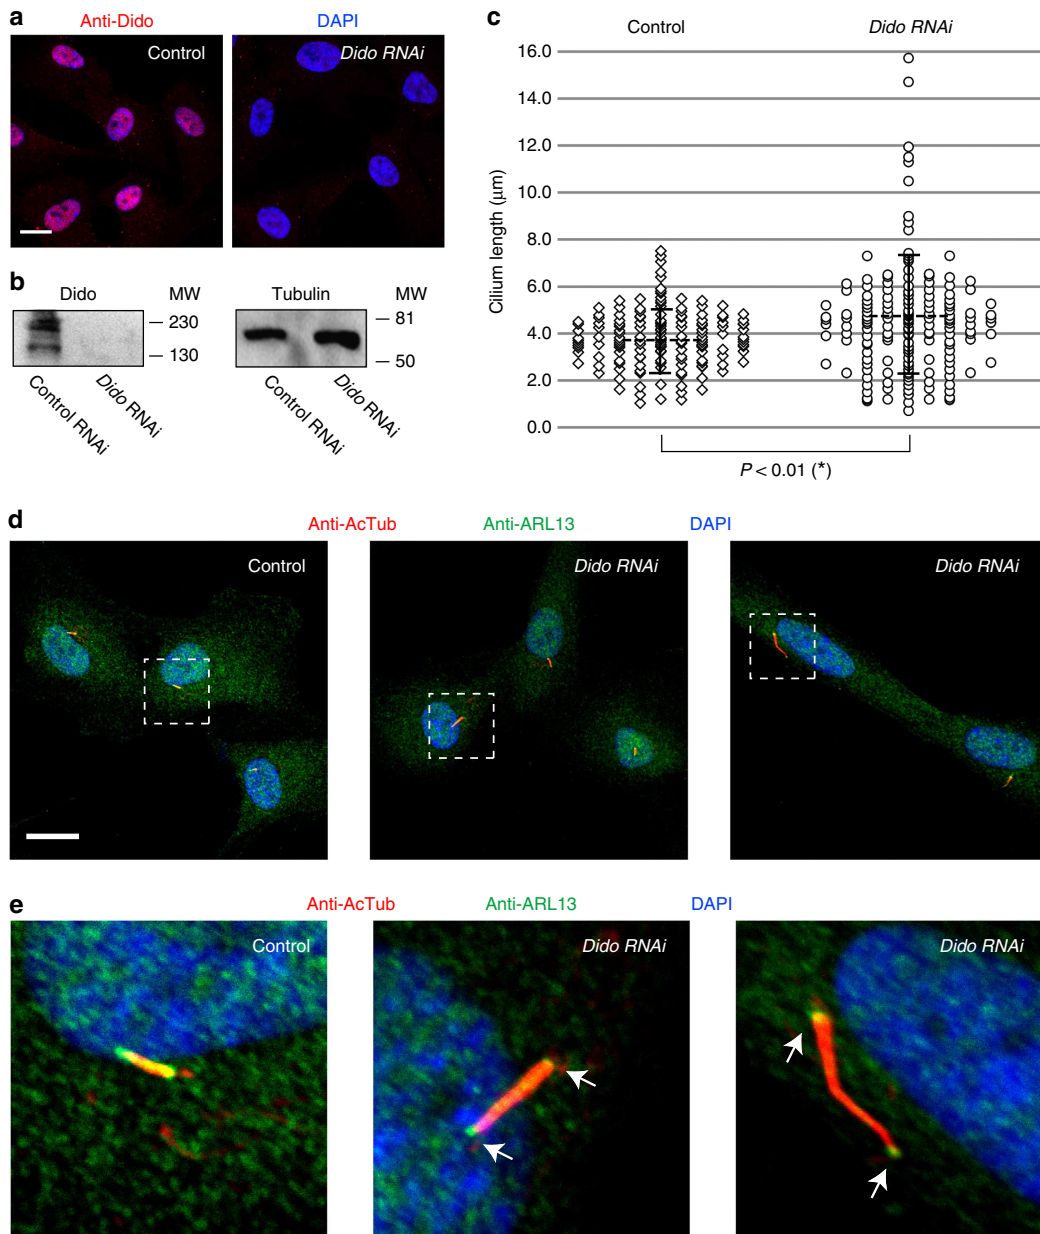 a
Anti-Dido
DAPI
Control
Dido RNAi
b
Dido
MW
Tubulin
MW
— 230
— 130
— 81
— 50
Control RNAi
Dido RNAi
Control RNAi
Dido RNAi
c
Control
Dido RNAi
Cilium length (μm)
16.0
14.0
12.0
10.0
8.0
6.0
4.0
2.0
0.0
P < 0.01 (*)
d
Anti-AcTub
Anti-ARL13
DAPI
Control
Dido RNAi
Dido RNAi
e
Anti-AcTub
Anti-ARL13
DAPI
Control
Dido RNAi
Dido RNAi